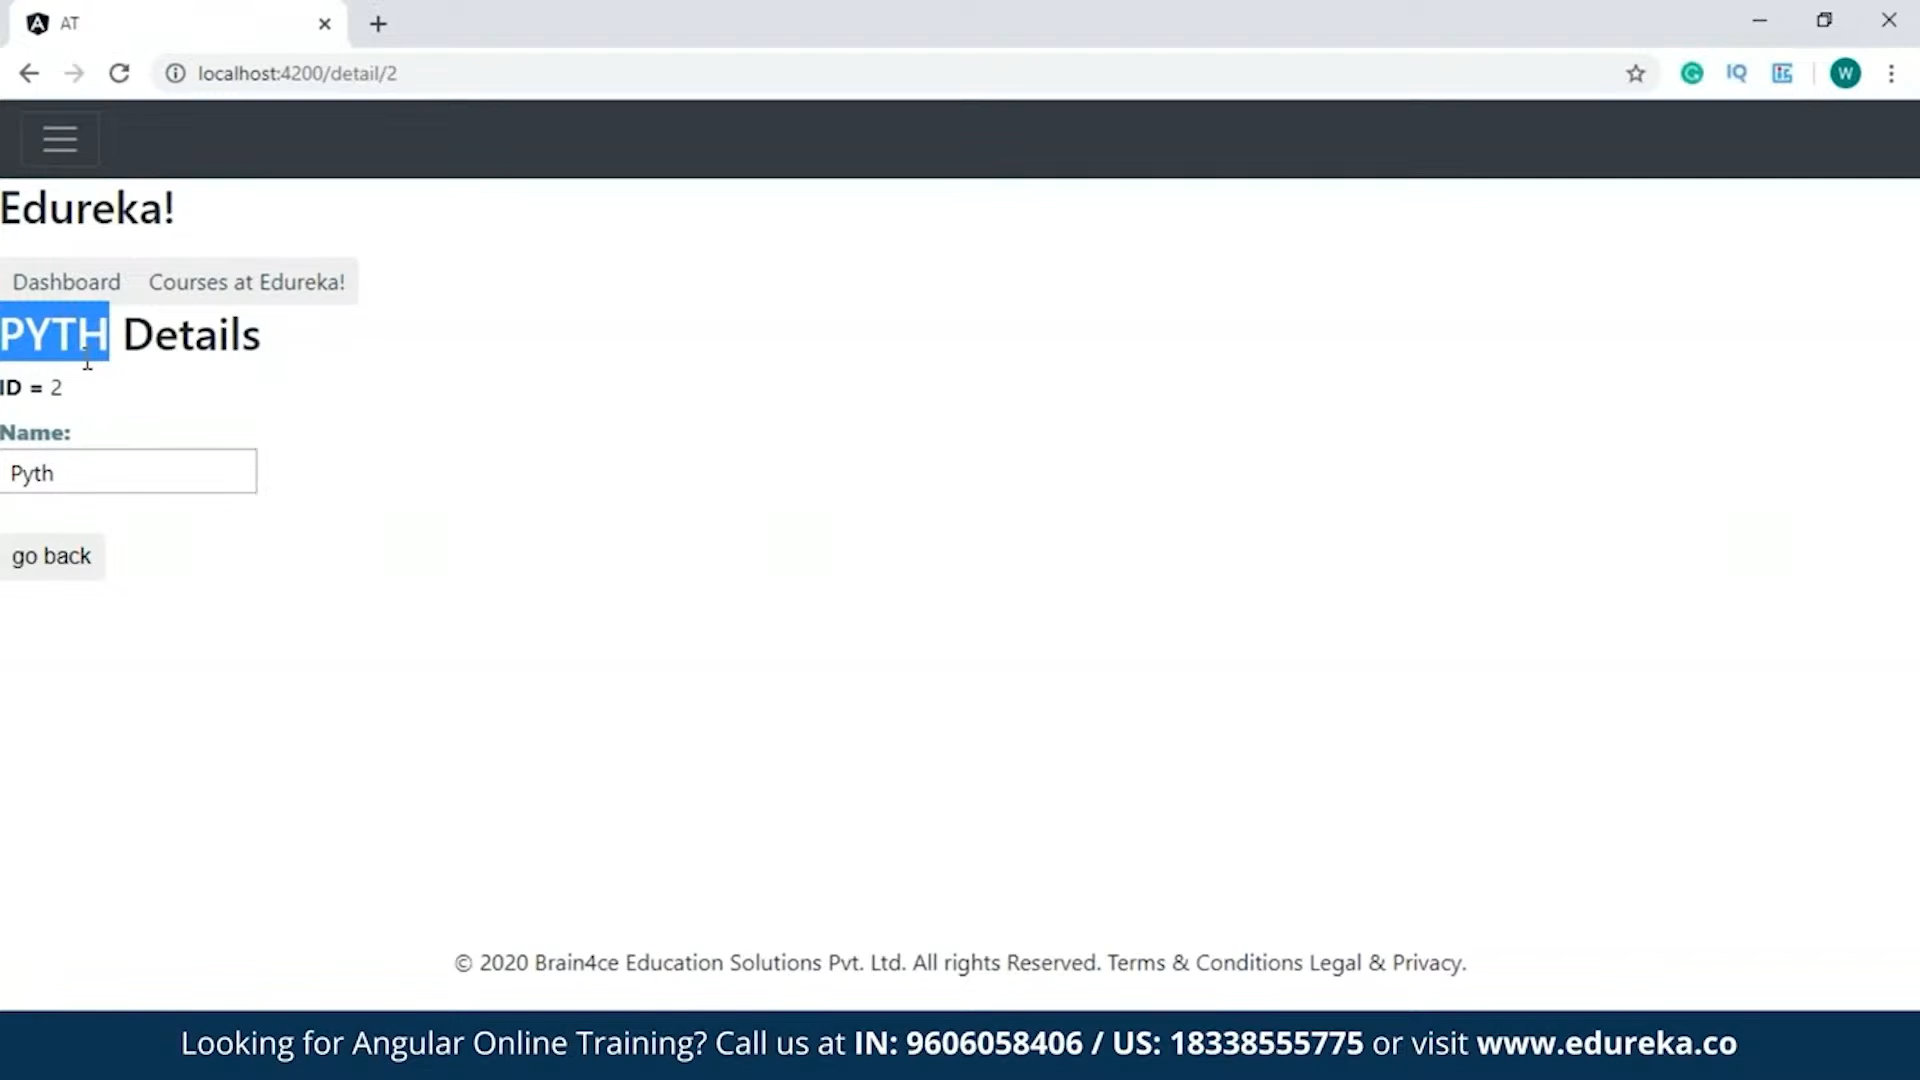 AT
localhost:4200/detail/2
IQ
W
Edureka!
Dashboard Courses at Edureka!
PYTH Details
ID = 2
Name:
Pyth
go back
© 2020 Brain4ce Education Solutions Pvt. Ltd. All rights Reserved. Terms & Conditions Legal & Privacy.
Looking for Angular Online Training? Call us at IN: 9606058406 / US: 18338555775 or visit www.edureka.co